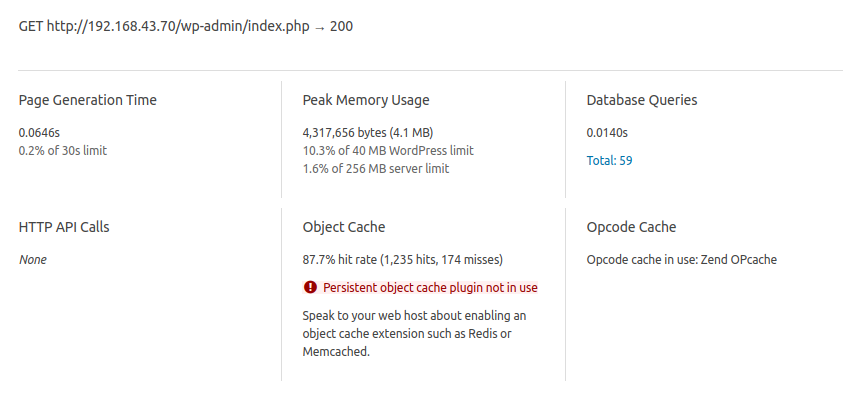 GET http://192.168.43.70/wp-admin/index.php → 200
Page Generation Time
0.0646s
0.2% of 30s limit
Peak Memory Usage
4,317,656 bytes (4.1 MB)
10.3% of 40 MB WordPress limit
1.6% of 256 MB server limit
Database Queries
0.0140s
Total: 59
HTTP API Calls
None
Object Cache
87.7% hit rate (1,235 hits, 174 misses)
Persistent object cache plugin not in use
Speak to your web host about enabling an
object cache extension such as Redis or
Memcached.
Opcode Cache
Opcode cache in use: Zend OPcache